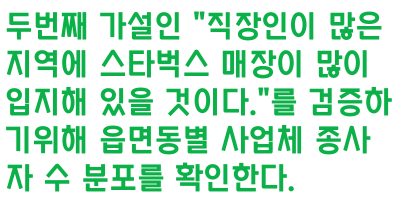 두번째 가설인 "직장인이 많은
지역에 스타벅스 매장이 많이
입지해 있을 것이다."를 검증하
기위해 읍면동별 사업체 종사
자 수 분포를 확인한다.